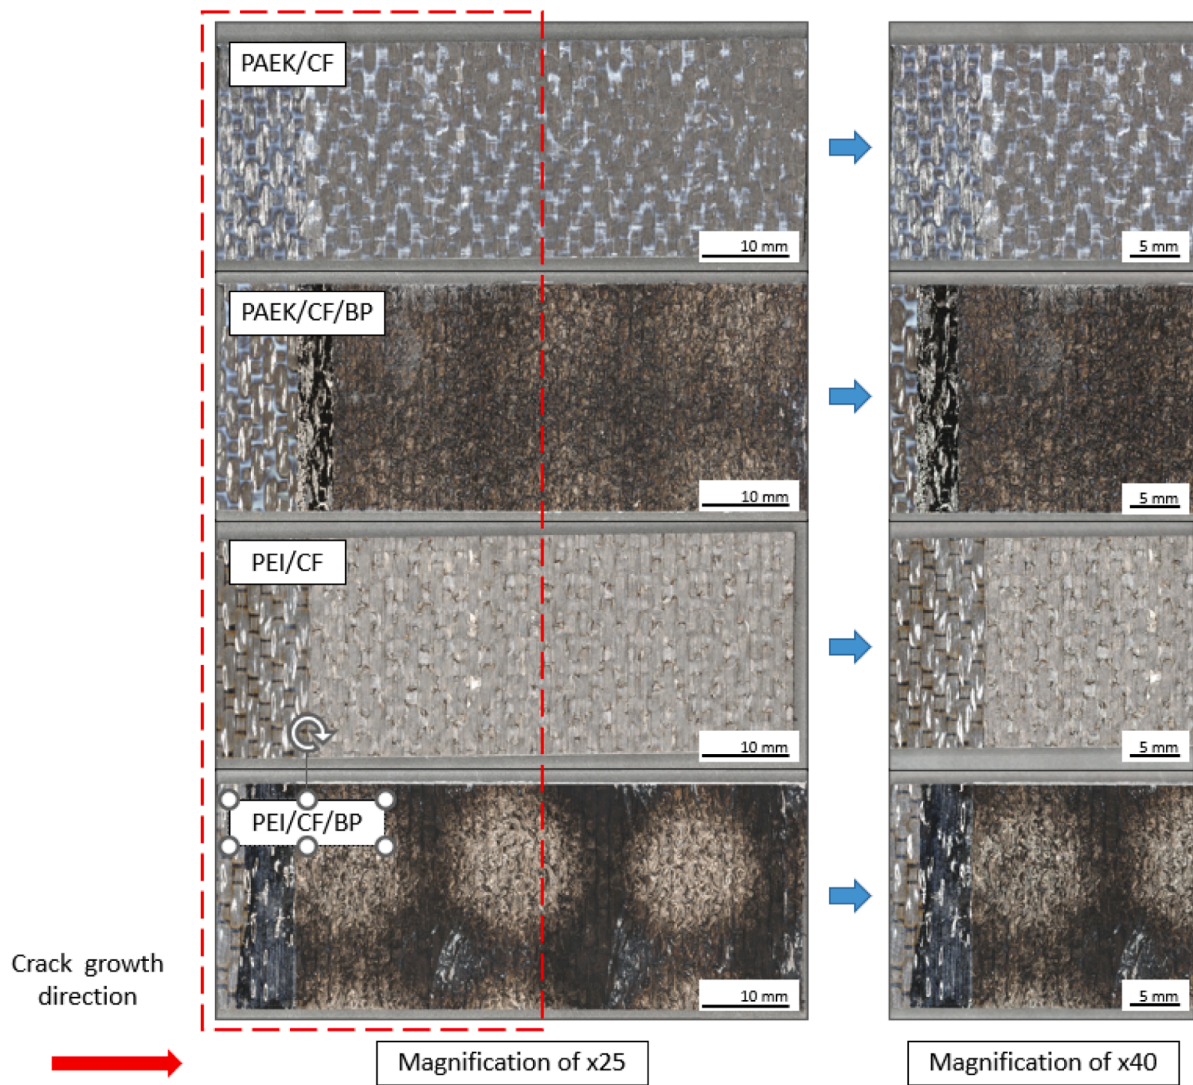 PAEK/CF
10 mm
5 mm
PAEK/CF/BP
10 mm
5 mm
PEI/CF
10 mm
5 mm
PEI/CF/BP
10 mm
5 mm
Crack growth
direction
Magnification of x25
Magnification of x40